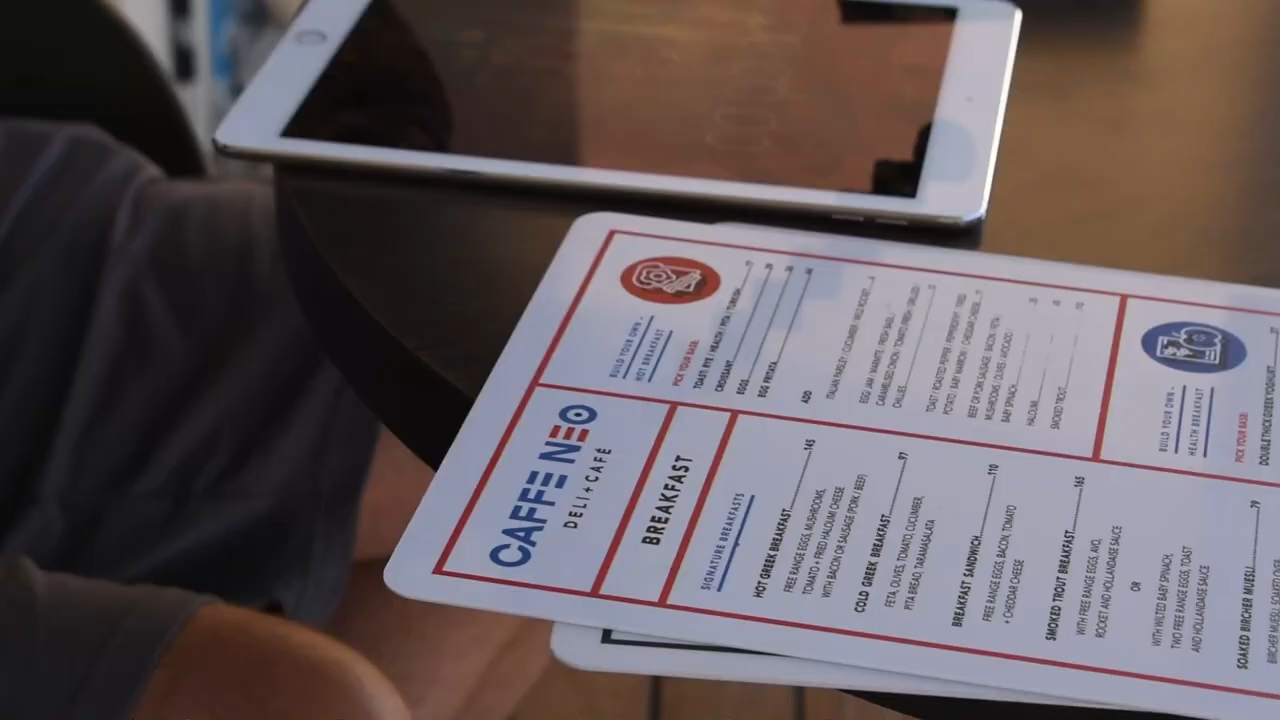 CAFFE NEO
DELI + CAFÉ
BREAKFAST
SIGNATURE BREAKFASTS
HOT GREEK BREAKFAST 145
FREE RANGE EGGS, MUSHROOMS,
TOMATO + FRIED HALOUMI CHEESE
WITH BACON OR SAUSAGE (PORK / BEEF)
COLD GREEK BREAKFAST 97
FETA, OLIVES, TOMATO, CUCUMBER,
PITA BREAD, TARAMASALATA
BREAKFAST SANDWICH 110
FREE RANGE EGGS, BACON, TOMATO
+ CHEDDAR CHEESE
SMOKED TROUT BREAKFAST 165
WITH FREE RANGE EGGS, AVO,
ROCKET AND HOLLANDAISE SAUCE
OR
WITH WILTED BABY SPINACH,
TWO FREE RANGE EGGS, TOAST
AND HOLLANDAISE SAUCE
SOAKED BIRCHER MUESLI 79
BUILD YOUR OWN -
HOT BREAKFAST
PICK YOUR BASE:
TOAST: RYE / HEALTH / PITA / TURKISH
CROISSANT
EGGS
EGG FRITATA
ADD
ITALIAN PARSLEY / CUCUMBER / WILD ROCKET
EGG / JAM / MARMITE / FRESH BASIL
CARAMELISED ONION / TOMATO (FRESH / GRILLED)
CHILLIES
TOAST / ROASTED PEPPER / PEPPERONI / FRIED
POTATO / BABY MARROW / CHEDDAR CHEESE
BEEF OR PORK SAUSAGE / BACON / FETA
MUSHROOMS / OLIVES / AVOCADO /
BABY SPINACH
HALOUMI
SMOKED TROUT
BUILD YOUR OWN -
HEALTH BREAKFAST
PICK YOUR BASE:
DOUBLE THICK GREEK YOGHURT